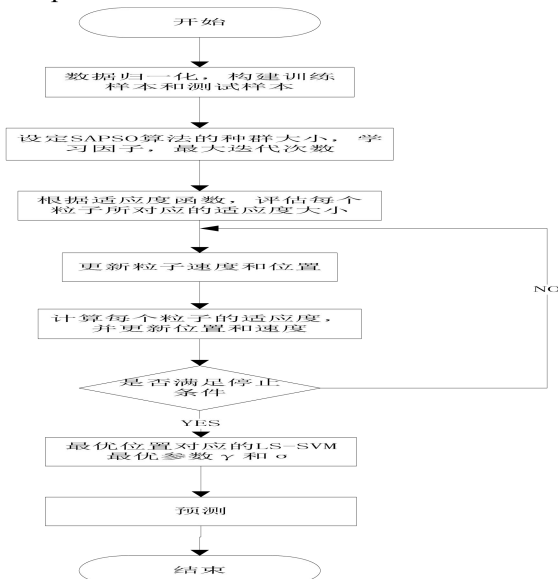 开始
数据归一化，构建训练
样本和测试样本
设定SAPSO算法的种群大小，学
习因子，最大迭代次数
根据适应度函数，评估每个
粒子所对应的适应度大小
更新粒子速度和位置
NO
计算每个粒子的适应度，
并更新位置和速度
是否满足停止
条件
YES
最优位置对应的LS-SVM
最优参数γ和σ
预测
结束